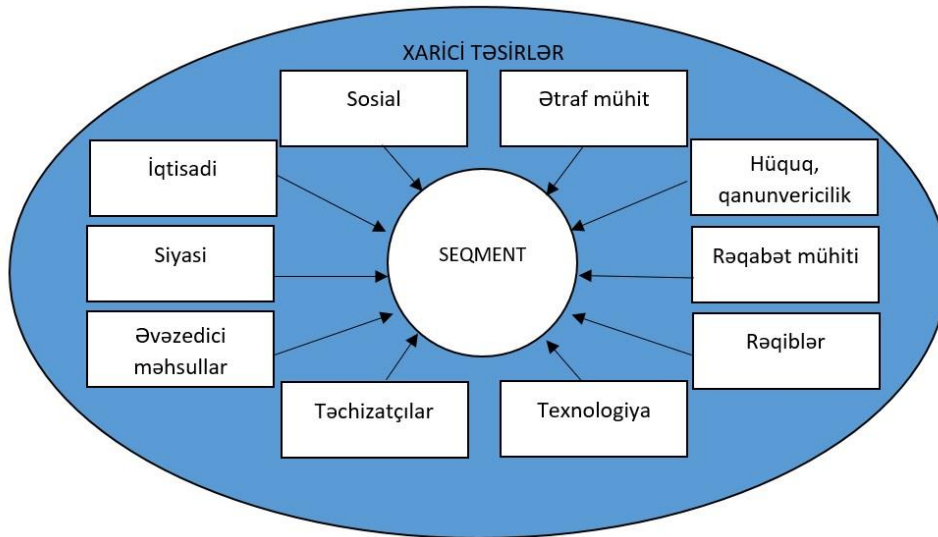 XARİCİ TƏSİRLƏR
Sosial
Ətraf mühit
İqtisadi
Hüquq,
qanunvericilik
Siyasi
SEQMENT
Rəqabət mühiti
Əvəzedici
məhsullar
Rəqiblər
Təchizatçılar
Texnologiya